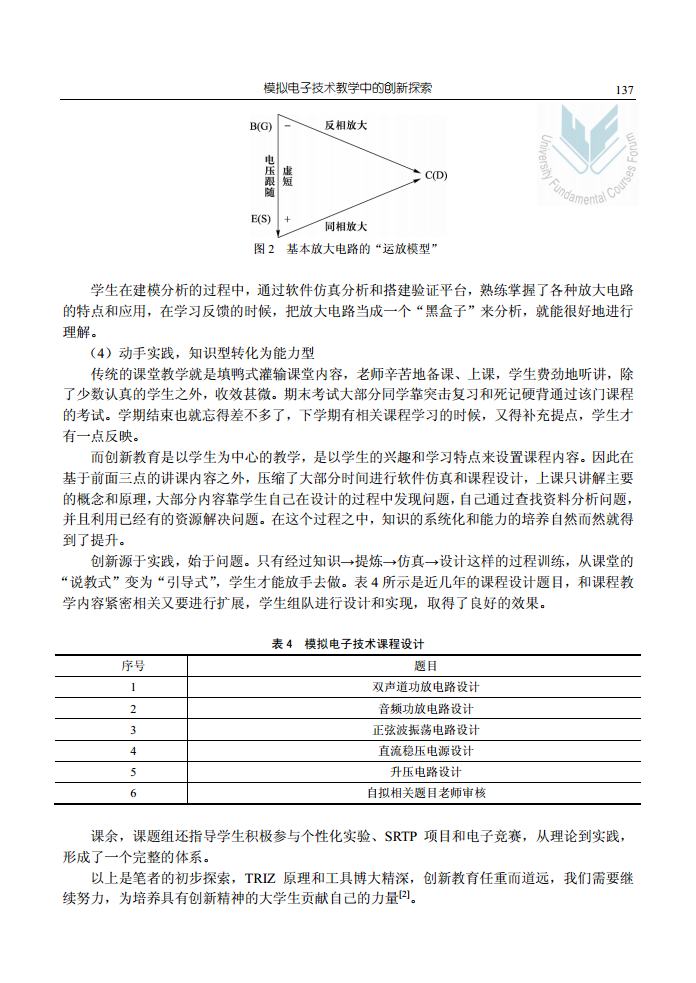 模拟电子技术教学中的创新探索 137
University Fundamental Courses Forum
B(G) − 反相放大
电压跟随
虚短
C(D)
E(S) + 同相放大
图 2 基本放大电路的“运放模型”
学生在建模分析的过程中，通过软件仿真分析和搭建验证平台，熟练掌握了各种放大电路
的特点和应用，在学习反馈的时候，把放大电路当成一个“黑盒子”来分析，就能很好地进行
理解。
（4）动手实践，知识型转化为能力型
传统的课堂教学就是填鸭式灌输课堂内容，老师辛苦地备课、上课，学生费劲地听讲，除
了少数认真的学生之外，收效甚微。期末考试大部分同学靠突击复习和死记硬背通过该门课程
的考试。学期结束也就忘得差不多了，下学期有相关课程学习的时候，又得补充提点，学生才
有一点反映。
而创新教育是以学生为中心的教学，是以学生的兴趣和学习特点来设置课程内容。因此在
基于前面三点的讲课内容之外，压缩了大部分时间进行软件仿真和课程设计，上课只讲解主要
的概念和原理，大部分内容靠学生自己在设计的过程中发现问题，自己通过查找资料分析问题，
并且利用已经有的资源解决问题。在这个过程之中，知识的系统化和能力的培养自然而然就得
到了提升。
创新源于实践，始于问题。只有经过知识→提炼→仿真→设计这样的过程训练，从课堂的
“说教式”变为“引导式”，学生才能放手去做。表 4 所示是近几年的课程设计题目，和课程教
学内容紧密相关又要进行扩展，学生组队进行设计和实现，取得了良好的效果。
表 4 模拟电子技术课程设计
序号 题目
1 双声道功放电路设计
2 音频功放电路设计
3 正弦波振荡电路设计
4 直流稳压电源设计
5 升压电路设计
6 自拟相关题目老师审核
课余，课题组还指导学生积极参与个性化实验、SRTP 项目和电子竞赛，从理论到实践，
形成了一个完整的体系。
以上是笔者的初步探索，TRIZ 原理和工具博大精深，创新教育任重而道远，我们需要继
续努力，为培养具有创新精神的大学生贡献自己的力量[2]。